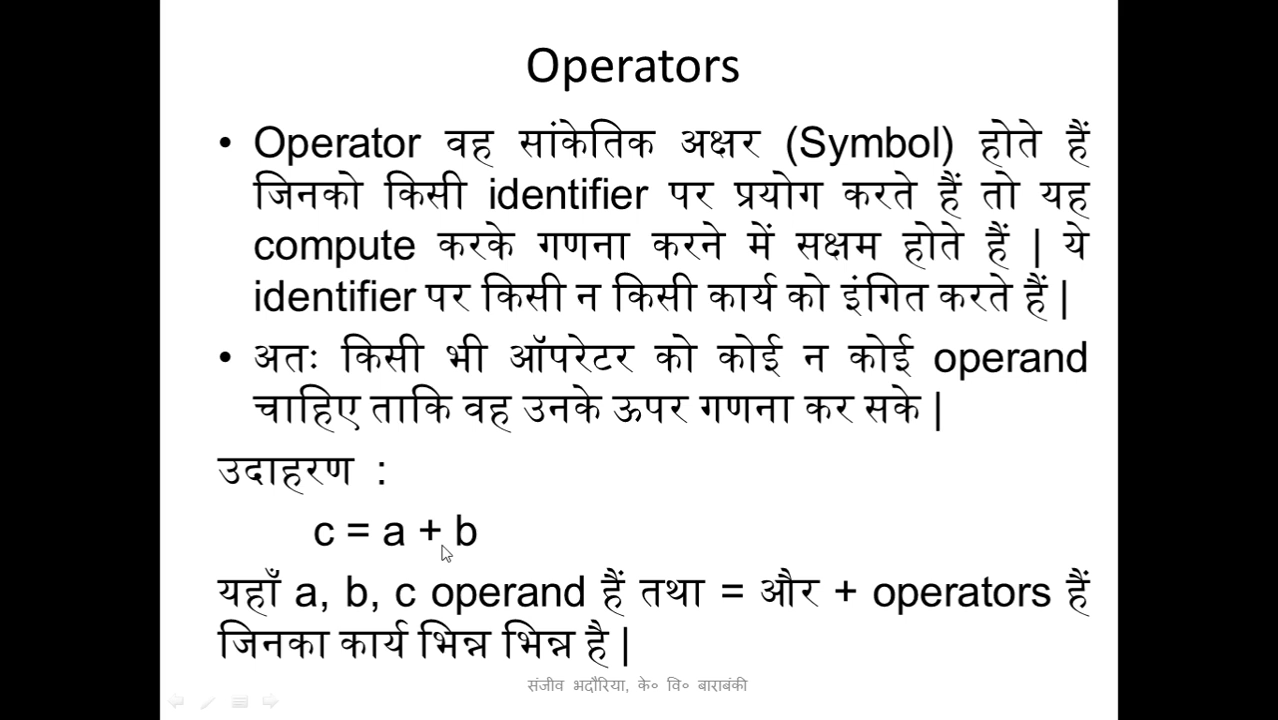 Operators
• Operator वह सांकेतिक अक्षर (Symbol) होते हैं
जिनको किसी identifier पर प्रयोग करते हैं तो यह
compute करके गणना करने में सक्षम होते हैं | ये
identifier पर किसी न किसी कार्य को इंगित करते हैं |
• अतः किसी भी ऑपरेटर को कोई न कोई operand
चाहिए ताकि वह उनके ऊपर गणना कर सके |
उदाहरण :
c = a + b
यहाँ a, b, c operand हैं तथा = और + operators हैं
जिनका कार्य भिन्न भिन्न है |
संजीव भदौरिया, के० वि० बाराबंकी